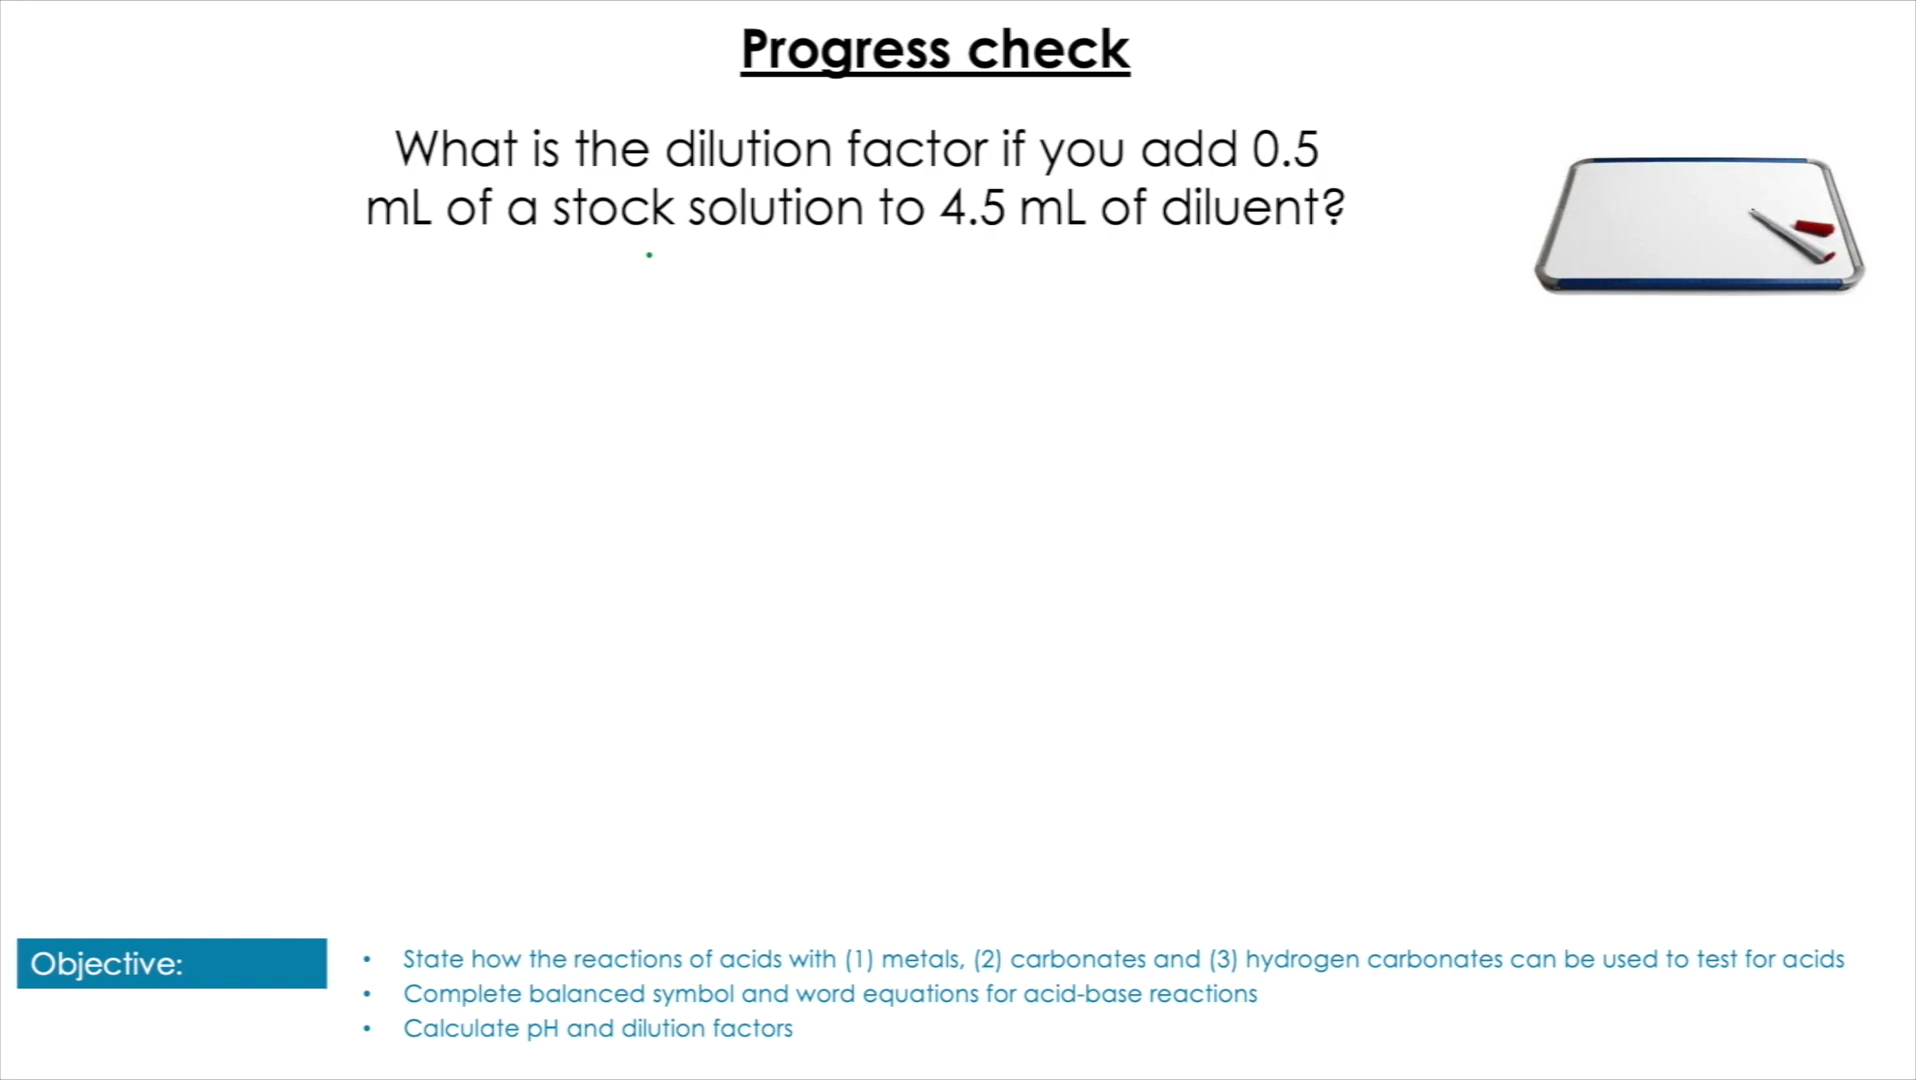 Progress check
What is the dilution factor if you add 0.5
mL of a stock solution to 4.5 mL of diluent?
Objective:
• State how the reactions of acids with (1) metals, (2) carbonates and (3) hydrogen carbonates can be used to test for acids
• Complete balanced symbol and word equations for acid-base reactions
• Calculate pH and dilution factors